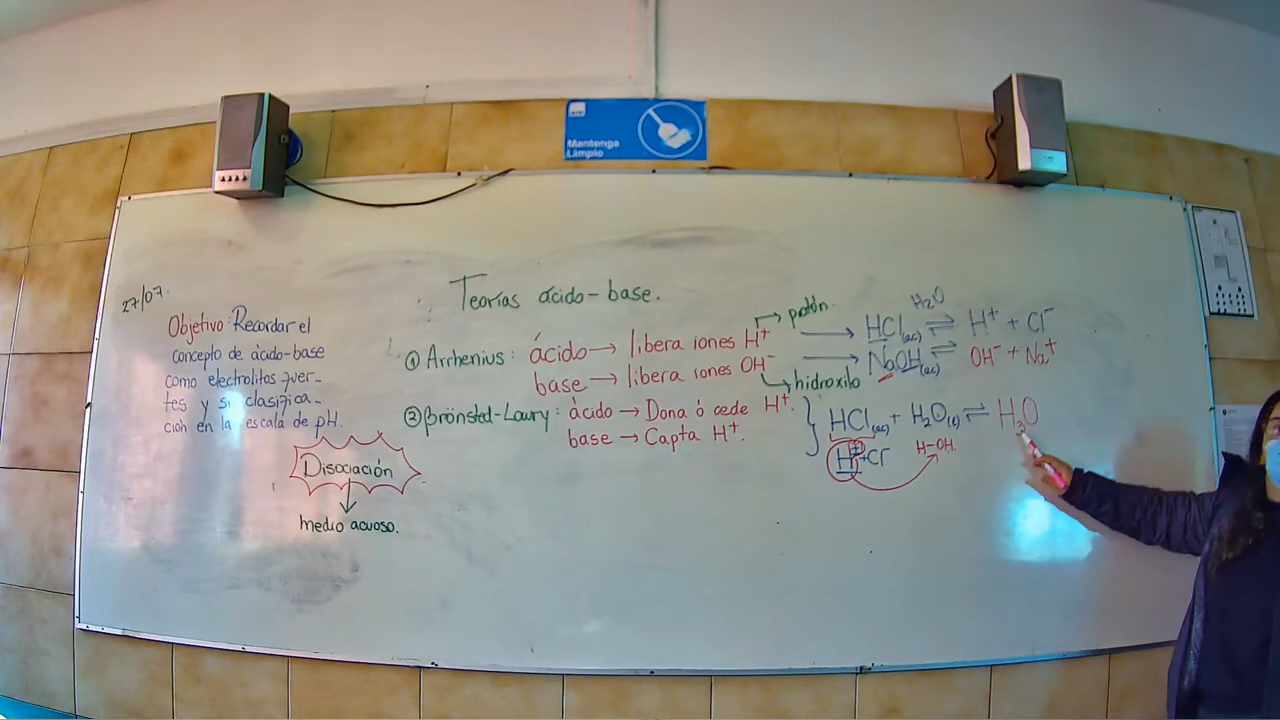 Mantenga
Limpio
27/07.
Teorías ácido-base.
Objetivo: Recordar el
concepto de ácido-base
como electrolitos fuer-
tes y su clasifica-
ción en la escala de pH.
Disociación
medio acuoso.
① Arrhenius: ácido → libera iones H⁺ → protón.
base → libera iones OH⁻ → hidroxilo
→ HCl(ac) ⇌ H⁺ + Cl⁻
H₂O
→ NaOH(ac) ⇌ OH⁻ + Na⁺
② Brönsted-Lowry: ácido → Dona ó cede H⁺.
base → Capta H⁺.
HCl(ac) + H₂O(l) ⇌ H₃O
H⁺ + Cl⁻
H-OH.